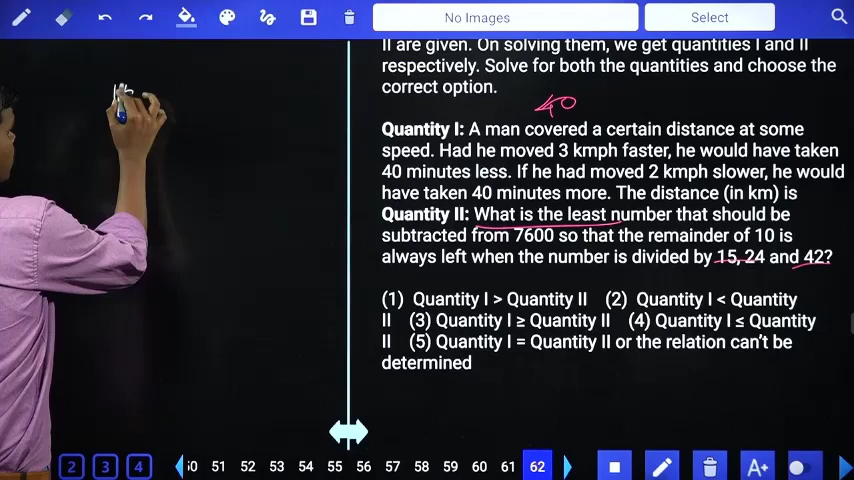 No Images
Select
II are given. On solving them, we get quantities I and II
respectively. Solve for both the quantities and choose the
correct option.
40
Quantity I: A man covered a certain distance at some
speed. Had he moved 3 kmph faster, he would have taken
40 minutes less. If he had moved 2 kmph slower, he would
have taken 40 minutes more. The distance (in km) is
Quantity II: What is the least number that should be
subtracted from 7600 so that the remainder of 10 is
always left when the number is divided by 15, 24 and 42?
(1) Quantity I > Quantity II (2) Quantity I < Quantity
II (3) Quantity I ≥ Quantity II (4) Quantity I ≤ Quantity
II (5) Quantity I = Quantity II or the relation can't be
determined
2 3 4 50 51 52 53 54 55 56 57 58 59 60 61 62 A+